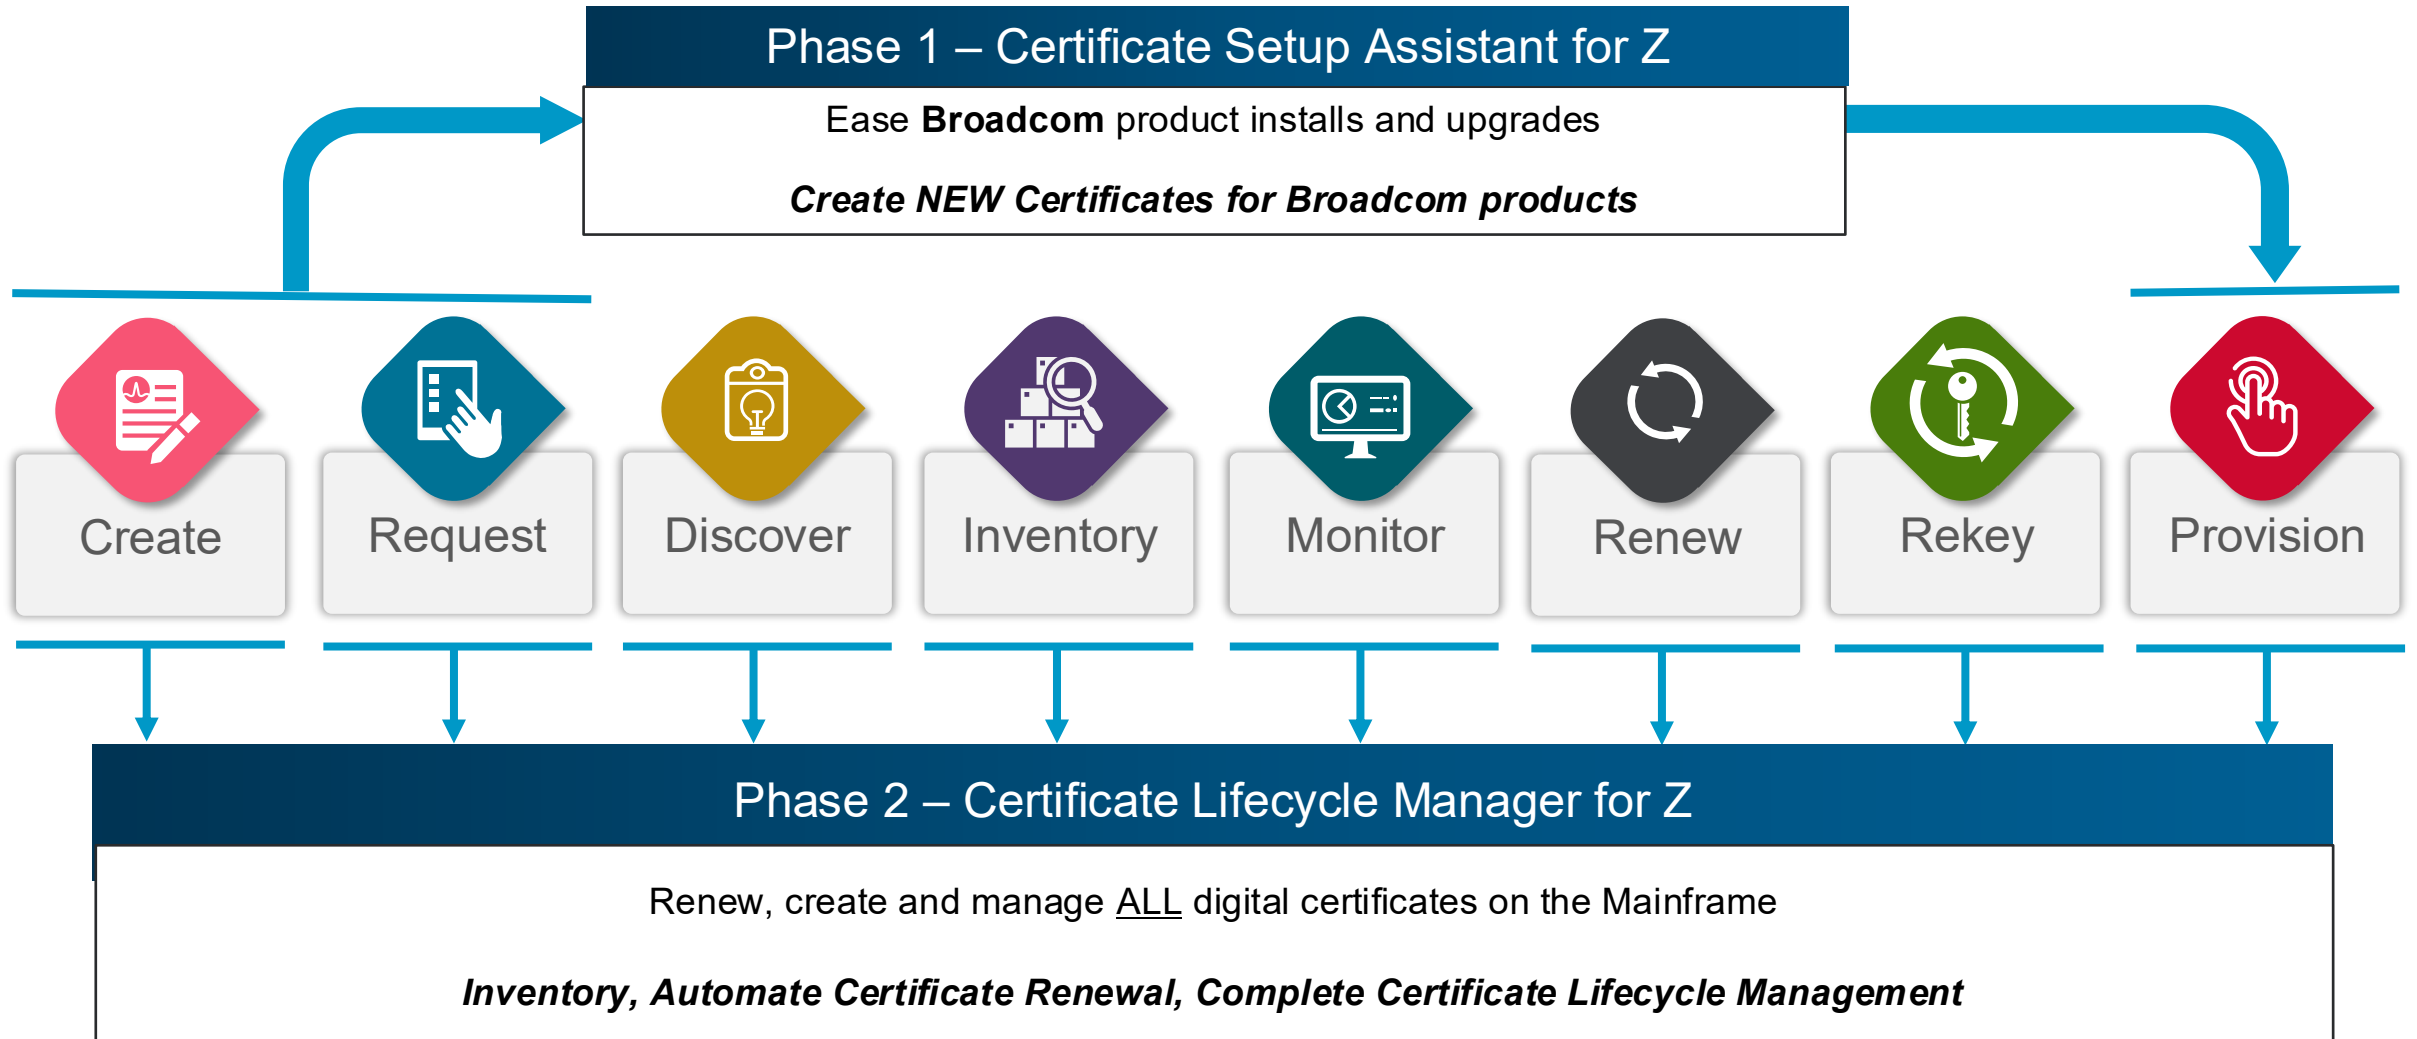 Phase 1 – Certificate Setup Assistant for Z
Ease Broadcom product installs and upgrades
Create NEW Certificates for Broadcom products
Create
Request
Discover
Inventory
Monitor
Renew
Rekey
Provision
Phase 2 – Certificate Lifecycle Manager for Z
Renew, create and manage ALL digital certificates on the Mainframe
Inventory, Automate Certificate Renewal, Complete Certificate Lifecycle Management